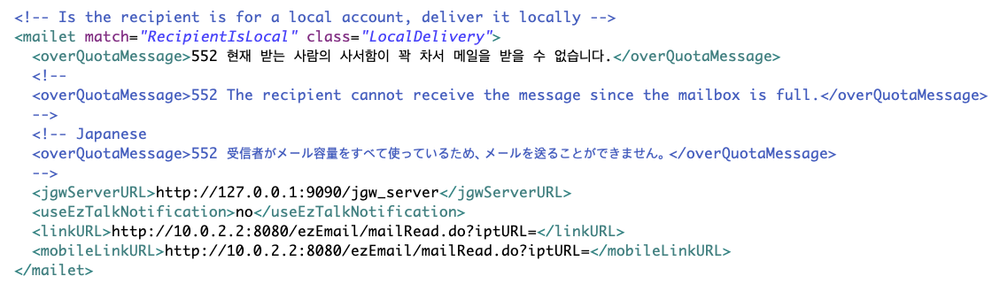 <!-- Is the recipient is for a local account, deliver it locally -->
<mailet match="RecipientIsLocal" class="LocalDelivery">
<overQuotaMessage>552 현재 받는 사람의 사서함이 꽉 차서 메일을 받을 수 없습니다.</overQuotaMessage>
<!--
<overQuotaMessage>552 The recipient cannot receive the message since the mailbox is full.</overQuotaMessage>
-->
<!-- Japanese
<overQuotaMessage>552 受信者がメール容量をすべて使っているため、メールを送ることができません。</overQuotaMessage>
-->
<jgwServerURL>http://127.0.0.1:9090/jgw_server</jgwServerURL>
<useEzTalkNotification>no</useEzTalkNotification>
<linkURL>http://10.0.2.2:8080/ezEmail/mailRead.do?iptURL=</linkURL>
<mobileLinkURL>http://10.0.2.2:8080/ezEmail/mailRead.do?iptURL=</mobileLinkURL>
</mailet>